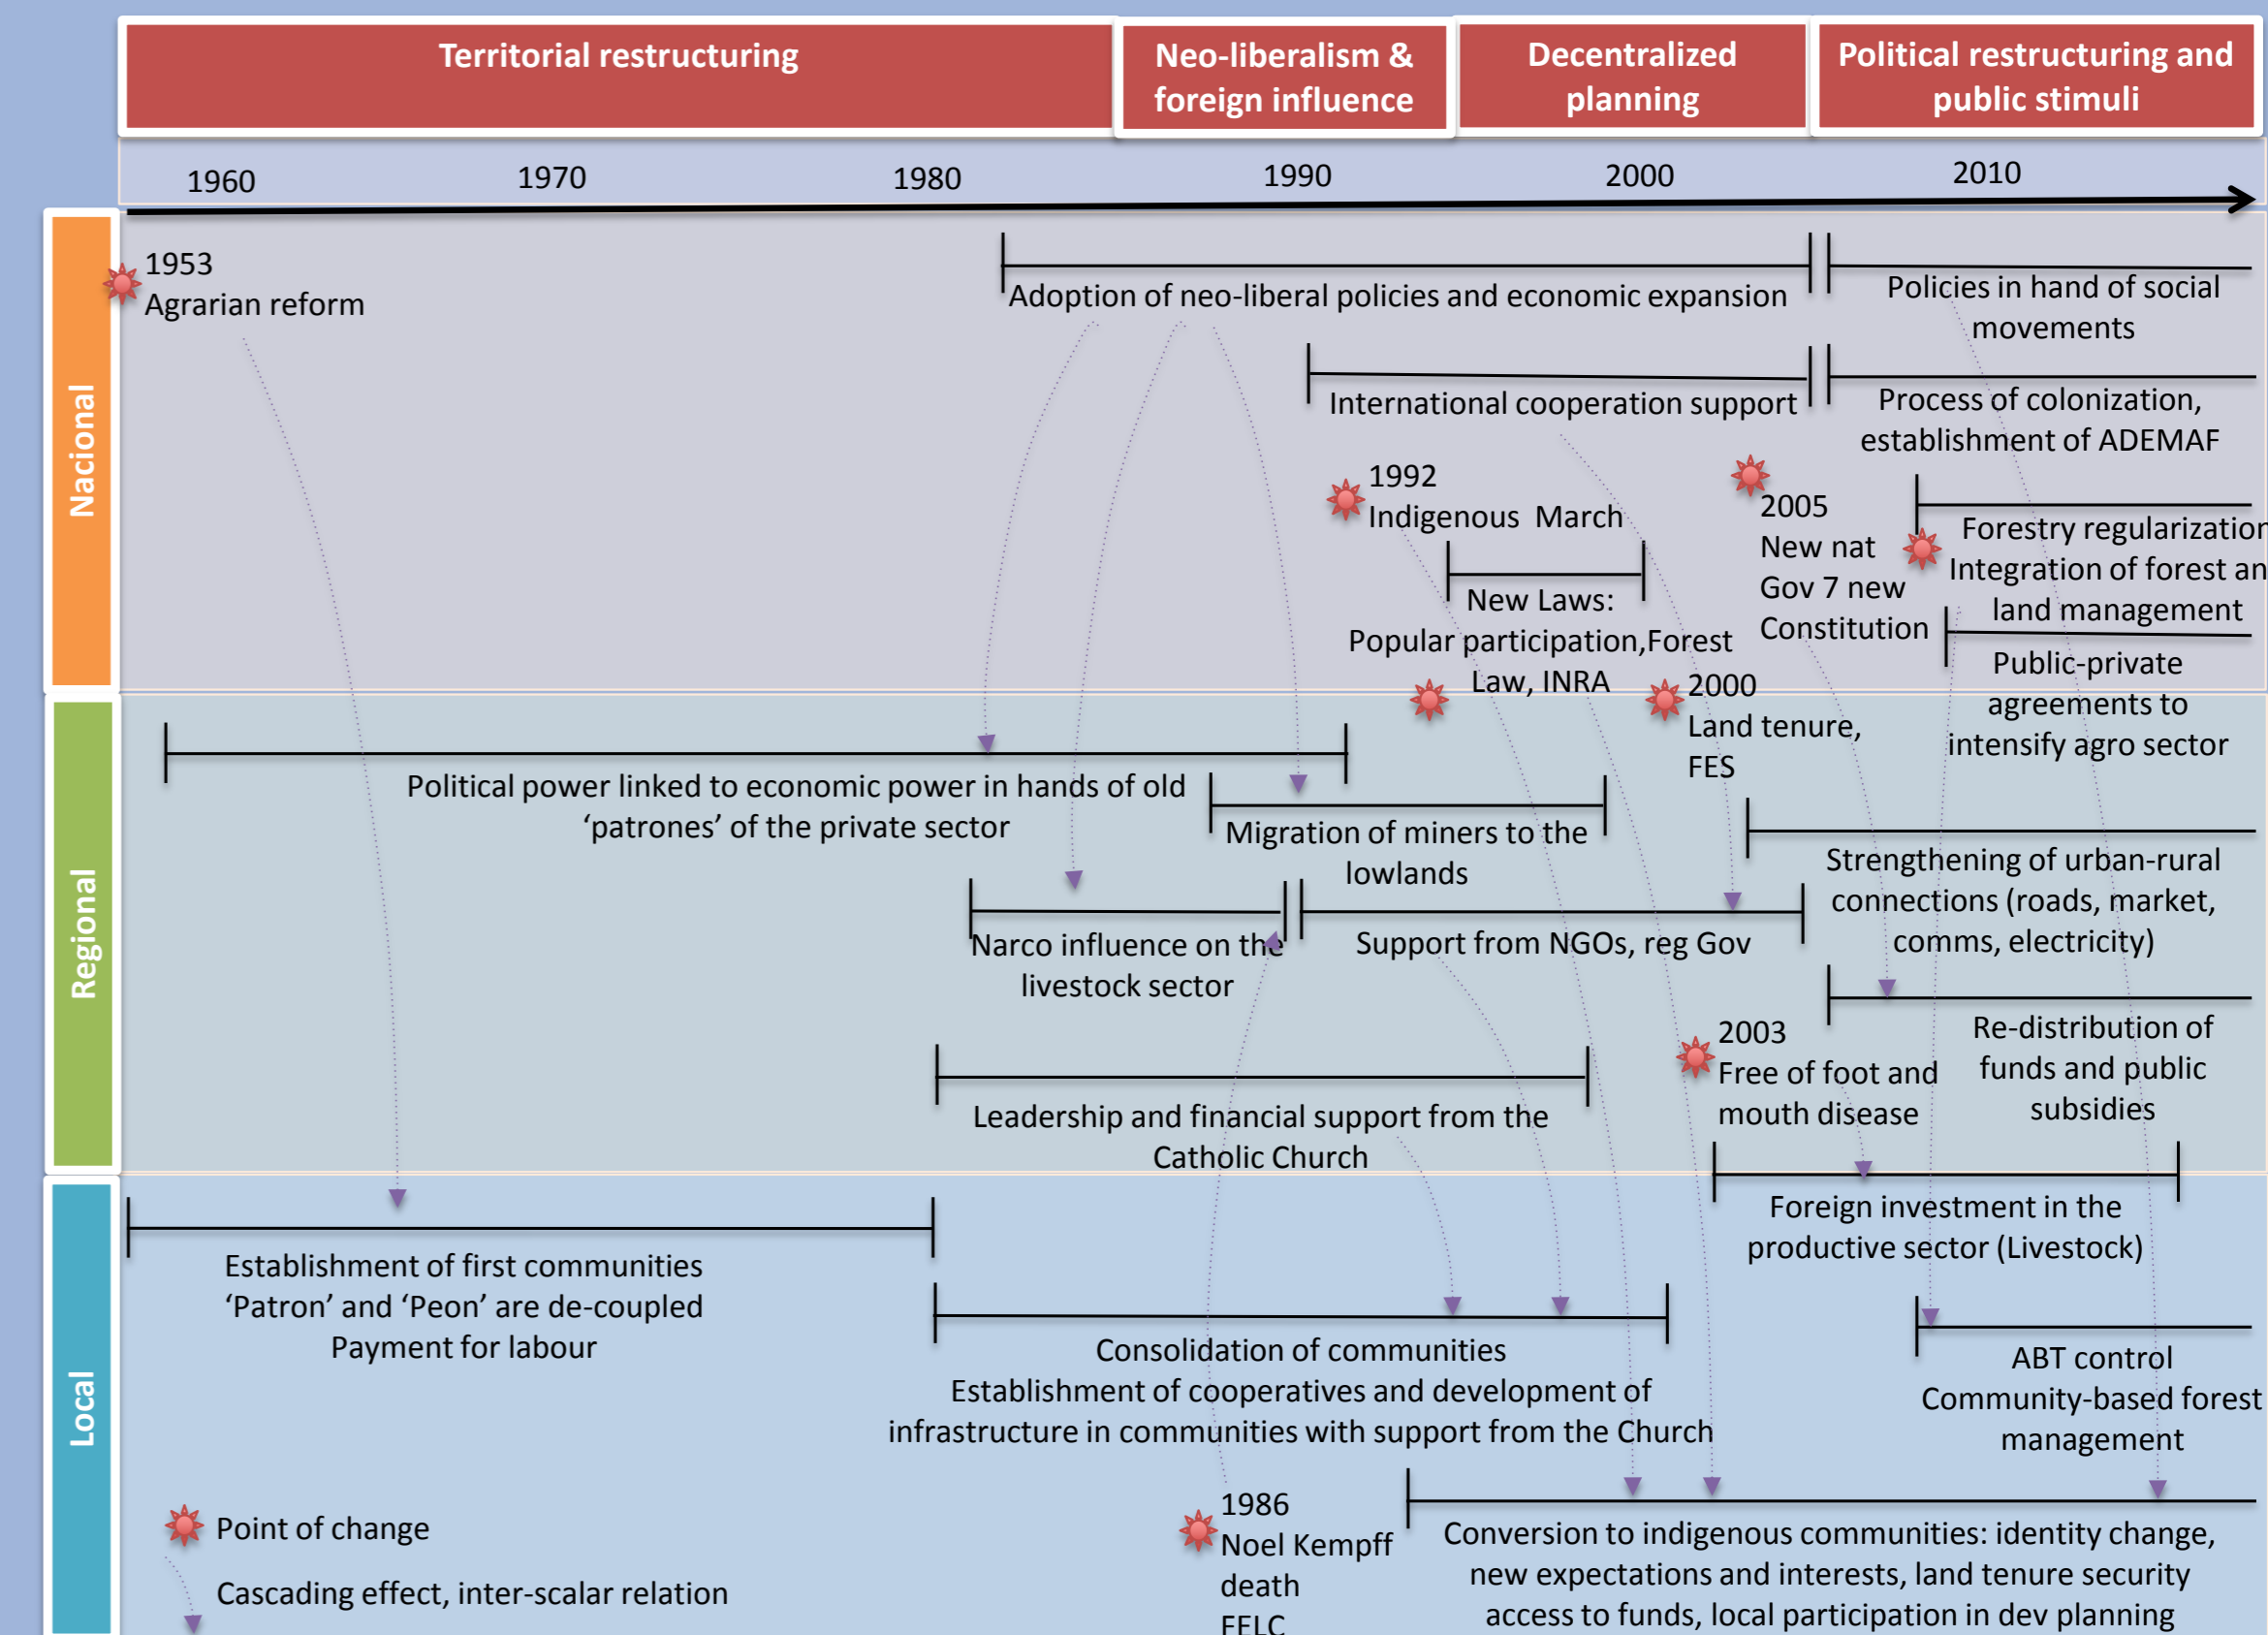 Territorial restructuring
Neo-liberalism &
foreign influence
Decentralized
planning
Political restructuring and
public stimuli
1960
1970
1980
1990
2000
2010
Nacional
1953
Agrarian reform
Adoption of neo-liberal policies and economic expansion
Policies in hand of social
movements
International cooperation support
Process of colonization,
establishment of ADEMAF
1992
Indigenous March
2005
New nat
Gov 7 new
Constitution
Forestry regularization
Integration of forest an
land management
New Laws:
Popular participation,Forest
Law, INRA
Public-private
agreements to
intensify agro sector
2000
Land tenure,
FES
Regional
Political power linked to economic power in hands of old
‘patrones’ of the private sector
Migration of miners to the
lowlands
Strengthening of urban-rural
connections (roads, market,
comms, electricity)
Narco influence on the
livestock sector
Support from NGOs, reg Gov
Re-distribution of
funds and public
subsidies
2003
Free of foot and
mouth disease
Leadership and financial support from the
Catholic Church
Local
Foreign investment in the
productive sector (Livestock)
Establishment of first communities
‘Patron’ and ‘Peon’ are de-coupled
Payment for labour
Consolidation of communities
Establishment of cooperatives and development of
infrastructure in communities with support from the Church
ABT control
Community-based forest
management
1986
Noel Kempff
death
FELC
Conversion to indigenous communities: identity change,
new expectations and interests, land tenure security
access to funds, local participation in dev planning
Point of change
Cascading effect, inter-scalar relation